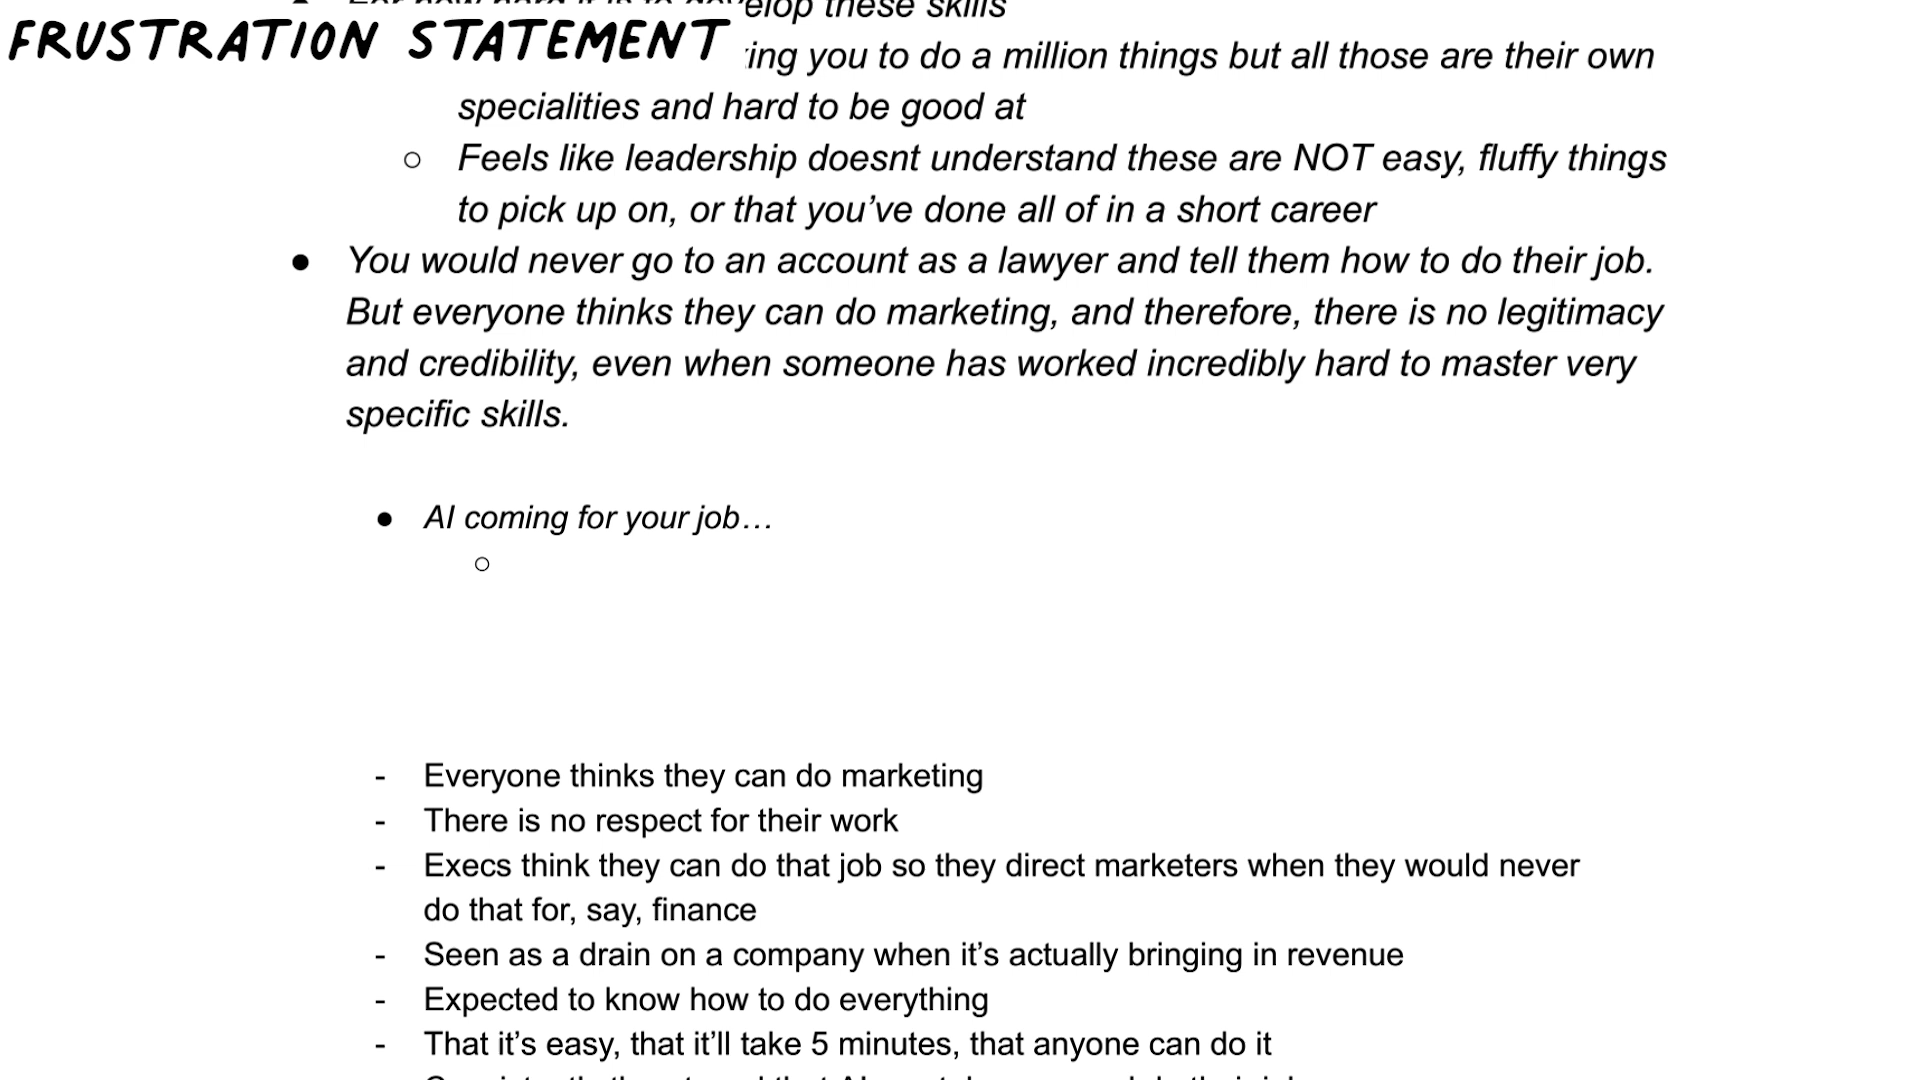 elop these skills
FRUSTRATION STATEMENT
ing you to do a million things but all those are their own
specialities and hard to be good at
○ Feels like leadership doesnt understand these are NOT easy, fluffy things
to pick up on, or that you’ve done all of in a short career
● You would never go to an account as a lawyer and tell them how to do their job.
But everyone thinks they can do marketing, and therefore, there is no legitimacy
and credibility, even when someone has worked incredibly hard to master very
specific skills.
● AI coming for your job…
○
- Everyone thinks they can do marketing
- There is no respect for their work
- Execs think they can do that job so they direct marketers when they would never
do that for, say, finance
- Seen as a drain on a company when it’s actually bringing in revenue
- Expected to know how to do everything
- That it’s easy, that it’ll take 5 minutes, that anyone can do it